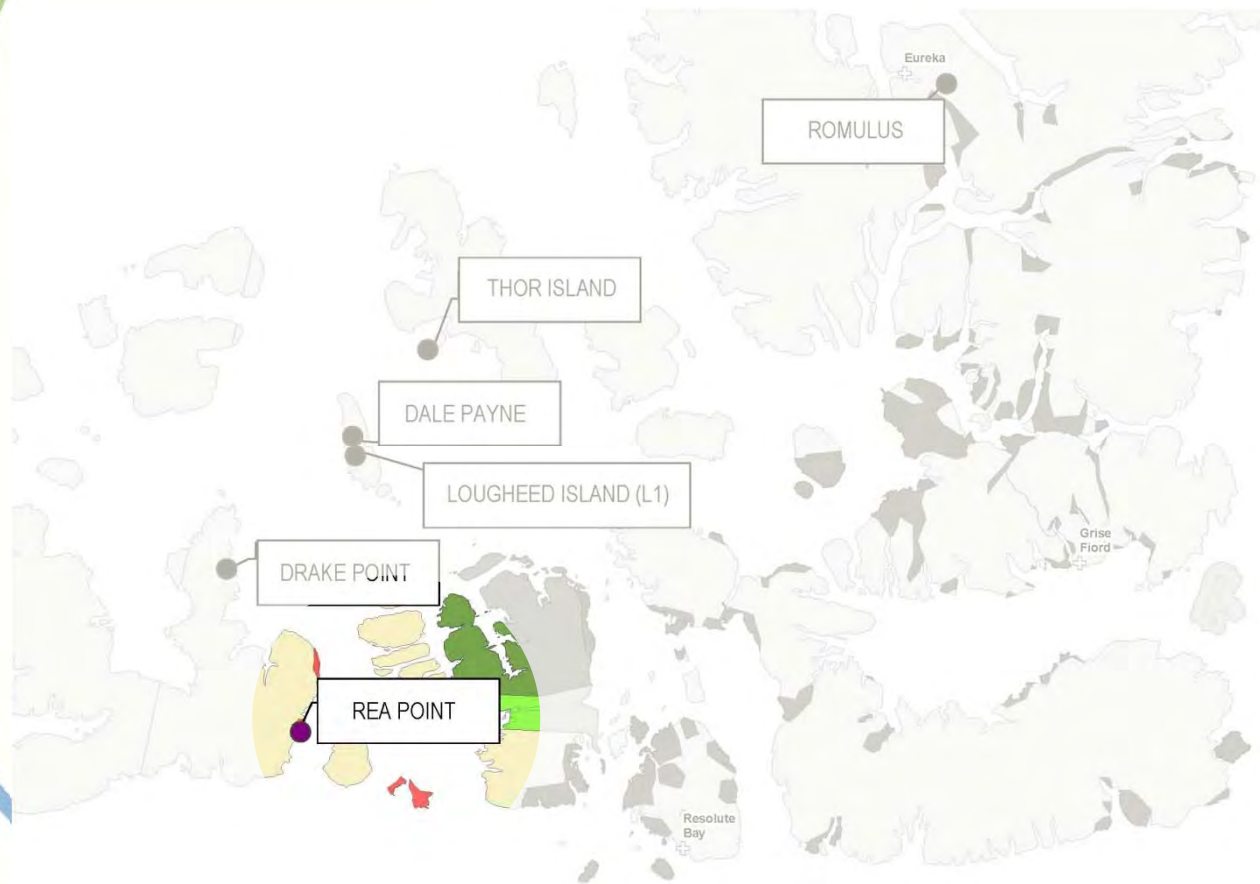 Eureka
ROMULUS
THOR ISLAND
DALE PAYNE
LOUGHEED ISLAND (L1)
Grise
Fiord
DRAKE POINT
REA POINT
Resolute
Bay